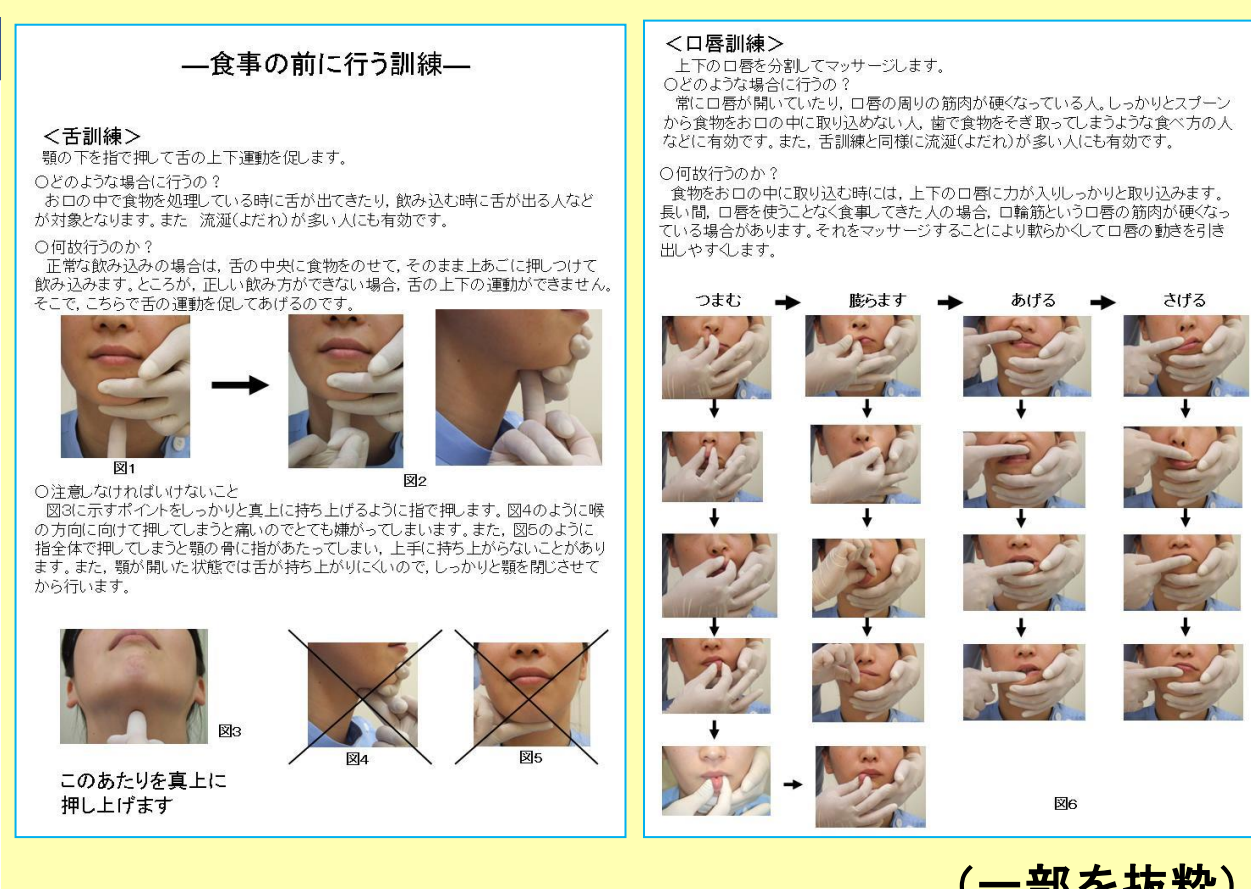 ―食事の前に行う訓練―
＜舌訓練＞
顎の下を指で押して舌の上下運動を促します。
○どのような場合に行うの？
お口の中で食物を処理している時に舌が出てきたり，飲み込む時に舌が出る人など
が対象となります。また 流涎（よだれ）が多い人にも有効です。
○何故行うのか？
正常な飲み込みの場合は，舌の中央に食物をのせて，そのまま上あごに押しつけて
飲み込みます。ところが，正しい飲み方ができない場合，舌の上下の運動ができません。
そこで，こちらで舌の運動を促してあげるのです。
図1
図2
○注意しなければいけないこと
図3に示すポイントをしっかりと真上に持ち上げるように指で押します。図4のように喉
の方向に向けて押してしまうと痛いのでとても嫌がってしまいます。また，図5のように
指全体で押してしまうと顎の骨に指があたってしまい，上手に持ち上がらないことがあり
ます。また，顎が開いた状態では舌が持ち上がりにくいので，しっかりと顎を閉じさせて
から行います。
図3
図4
図5
このあたりを真上に
押し上げます
＜口唇訓練＞
上下の口唇を分割してマッサージします。
○どのような場合に行うの？
常に口唇が開いていたり，口唇の周りの筋肉が硬くなっている人。しっかりとスプーン
から食物をお口の中に取り込めない人，歯で食物をそぎ取ってしまうような食べ方の人
などに有効です。また，舌訓練と同様に流涎（よだれ）が多い人にも有効です。
○何故行うのか？
食物をお口の中に取り込む時には，上下の口唇に力が入りしっかりと取り込みます。
長い間，口唇を使うことなく食事してきた人の場合，口輪筋という口唇の筋肉が硬くなっ
ている場合があります。それをマッサージすることにより軟らかくして口唇の動きを引き
出しやすくします。
つまむ → 膨らます → あげる → さげる
図6
（一部を抜粋）